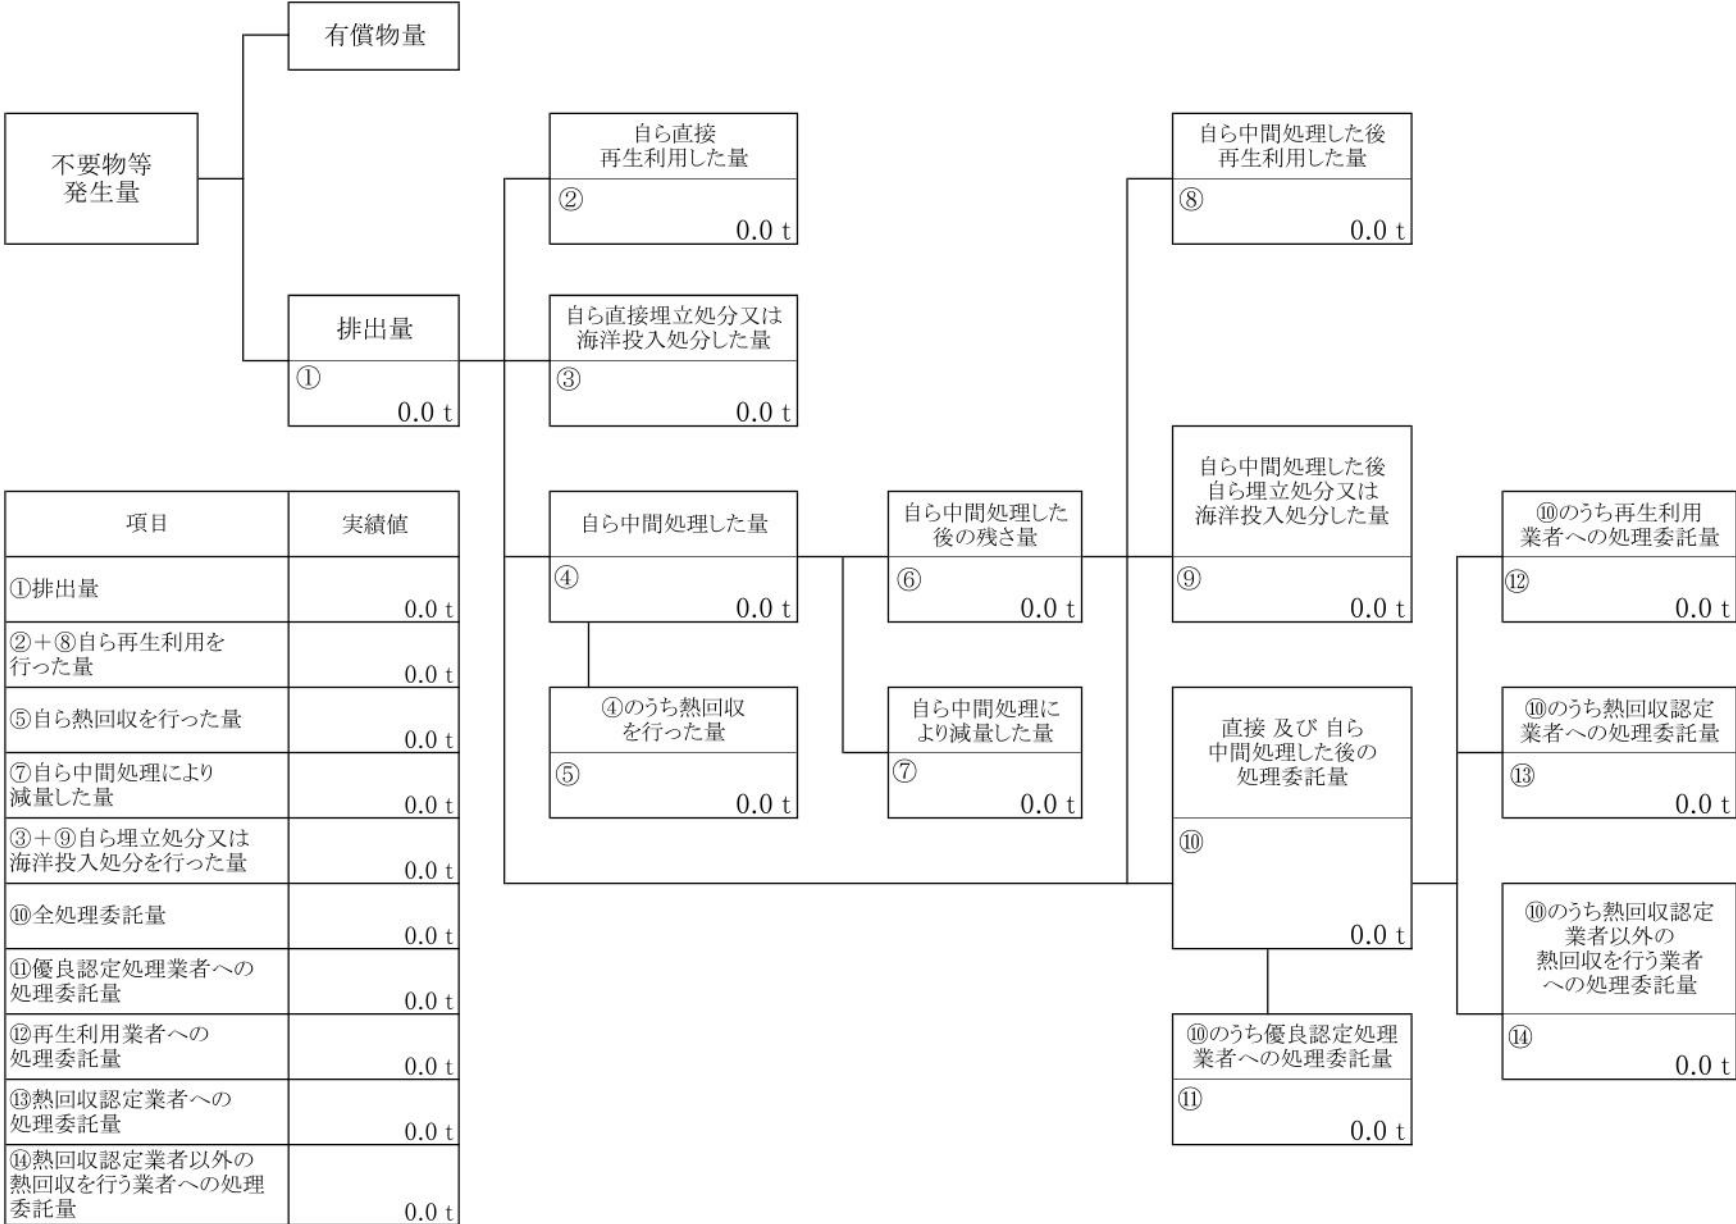 有償物量
不要物等
発生量
自ら直接
再生利用した量
②
0.0 t
自ら中間処理した後
再生利用した量
⑧
0.0 t
排出量
①
0.0 t
自ら直接埋立処分又は
海洋投入処分した量
③
0.0 t
自ら中間処理した量
④
0.0 t
自ら中間処理した
後の残さ量
⑥
0.0 t
自ら中間処理した後
自ら埋立処分又は
海洋投入処分した量
⑨
0.0 t
⑩のうち再生利用
業者への処理委託量
⑫
0.0 t
④のうち熱回収
を行った量
⑤
0.0 t
自ら中間処理に
より減量した量
⑦
0.0 t
直接 及び 自ら
中間処理した後の
処理委託量
⑩
0.0 t
⑩のうち熱回収認定
業者への処理委託量
⑬
0.0 t
⑩のうち熱回収認定
業者以外の
熱回収を行う業者
への処理委託量
⑭
0.0 t
⑩のうち優良認定処理
業者への処理委託量
⑪
0.0 t
項目
実績値
①排出量
0.0 t
②＋⑧自ら再生利用を
行った量
0.0 t
⑤自ら熱回収を行った量
0.0 t
⑦自ら中間処理により
減量した量
0.0 t
③＋⑨自ら埋立処分又は
海洋投入処分を行った量
0.0 t
⑩全処理委託量
0.0 t
⑪優良認定処理業者への
処理委託量
0.0 t
⑫再生利用業者への
処理委託量
0.0 t
⑬熱回収認定業者への
処理委託量
0.0 t
⑭熱回収認定業者以外の
熱回収を行う業者への処理
委託量
0.0 t